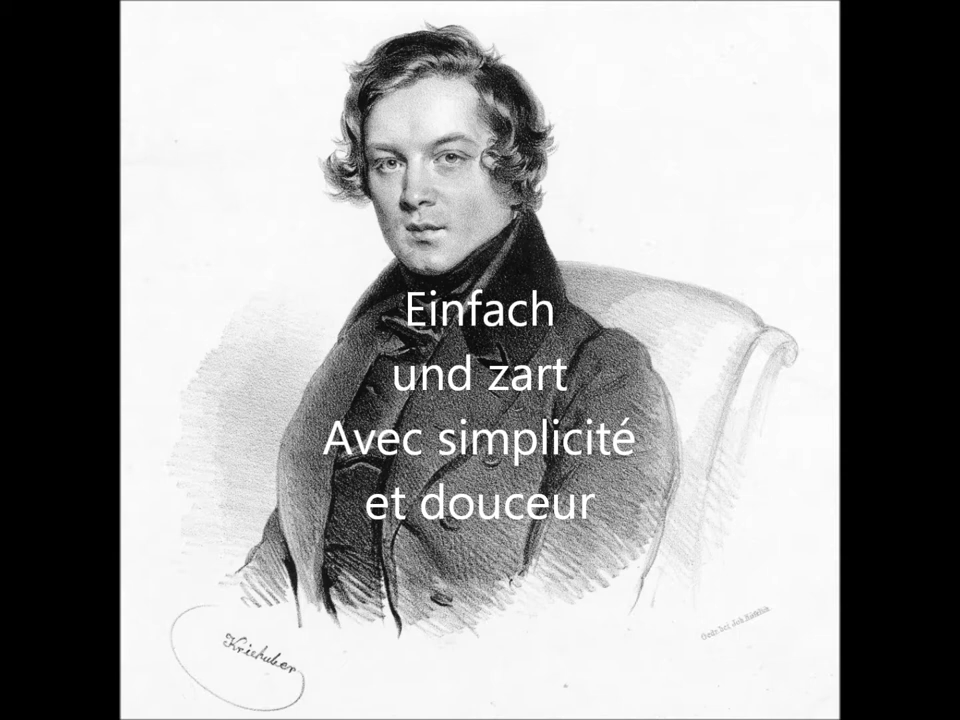 Einfach
und zart
Avec simplicité
et douceur
Kriehuber